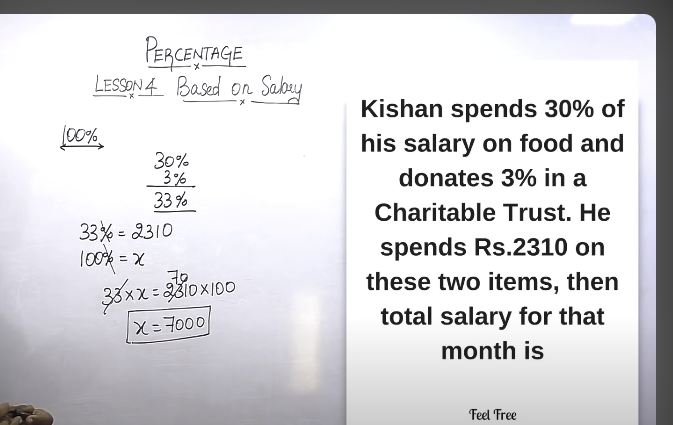 PERCENTAGE
LESSON 4 Based on Salary
100%
30%
3%
33%
33% = 2310
100% = x
70
33 × x = 2310 × 100
x = 7000
Kishan spends 30% of
his salary on food and
donates 3% in a
Charitable Trust. He
spends Rs.2310 on
these two items, then
total salary for that
month is
Feel Free